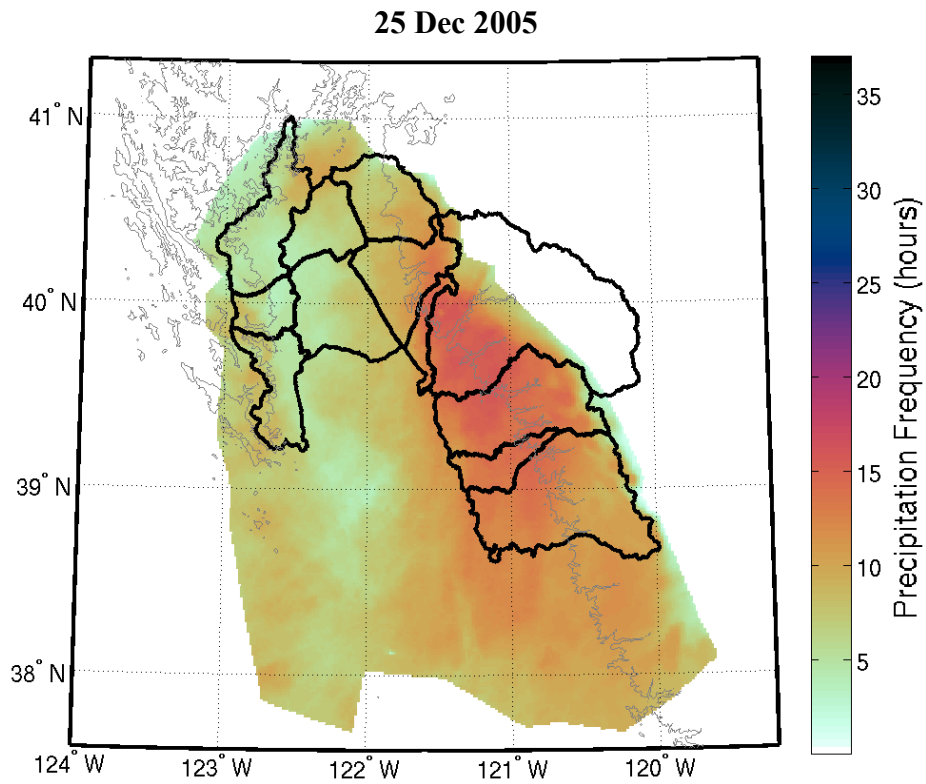 25 Dec 2005
41° N
40° N
39° N
38° N
124° W
123° W
122° W
121° W
120° W
35
30
25
20
15
10
5
Precipitation Frequency (hours)